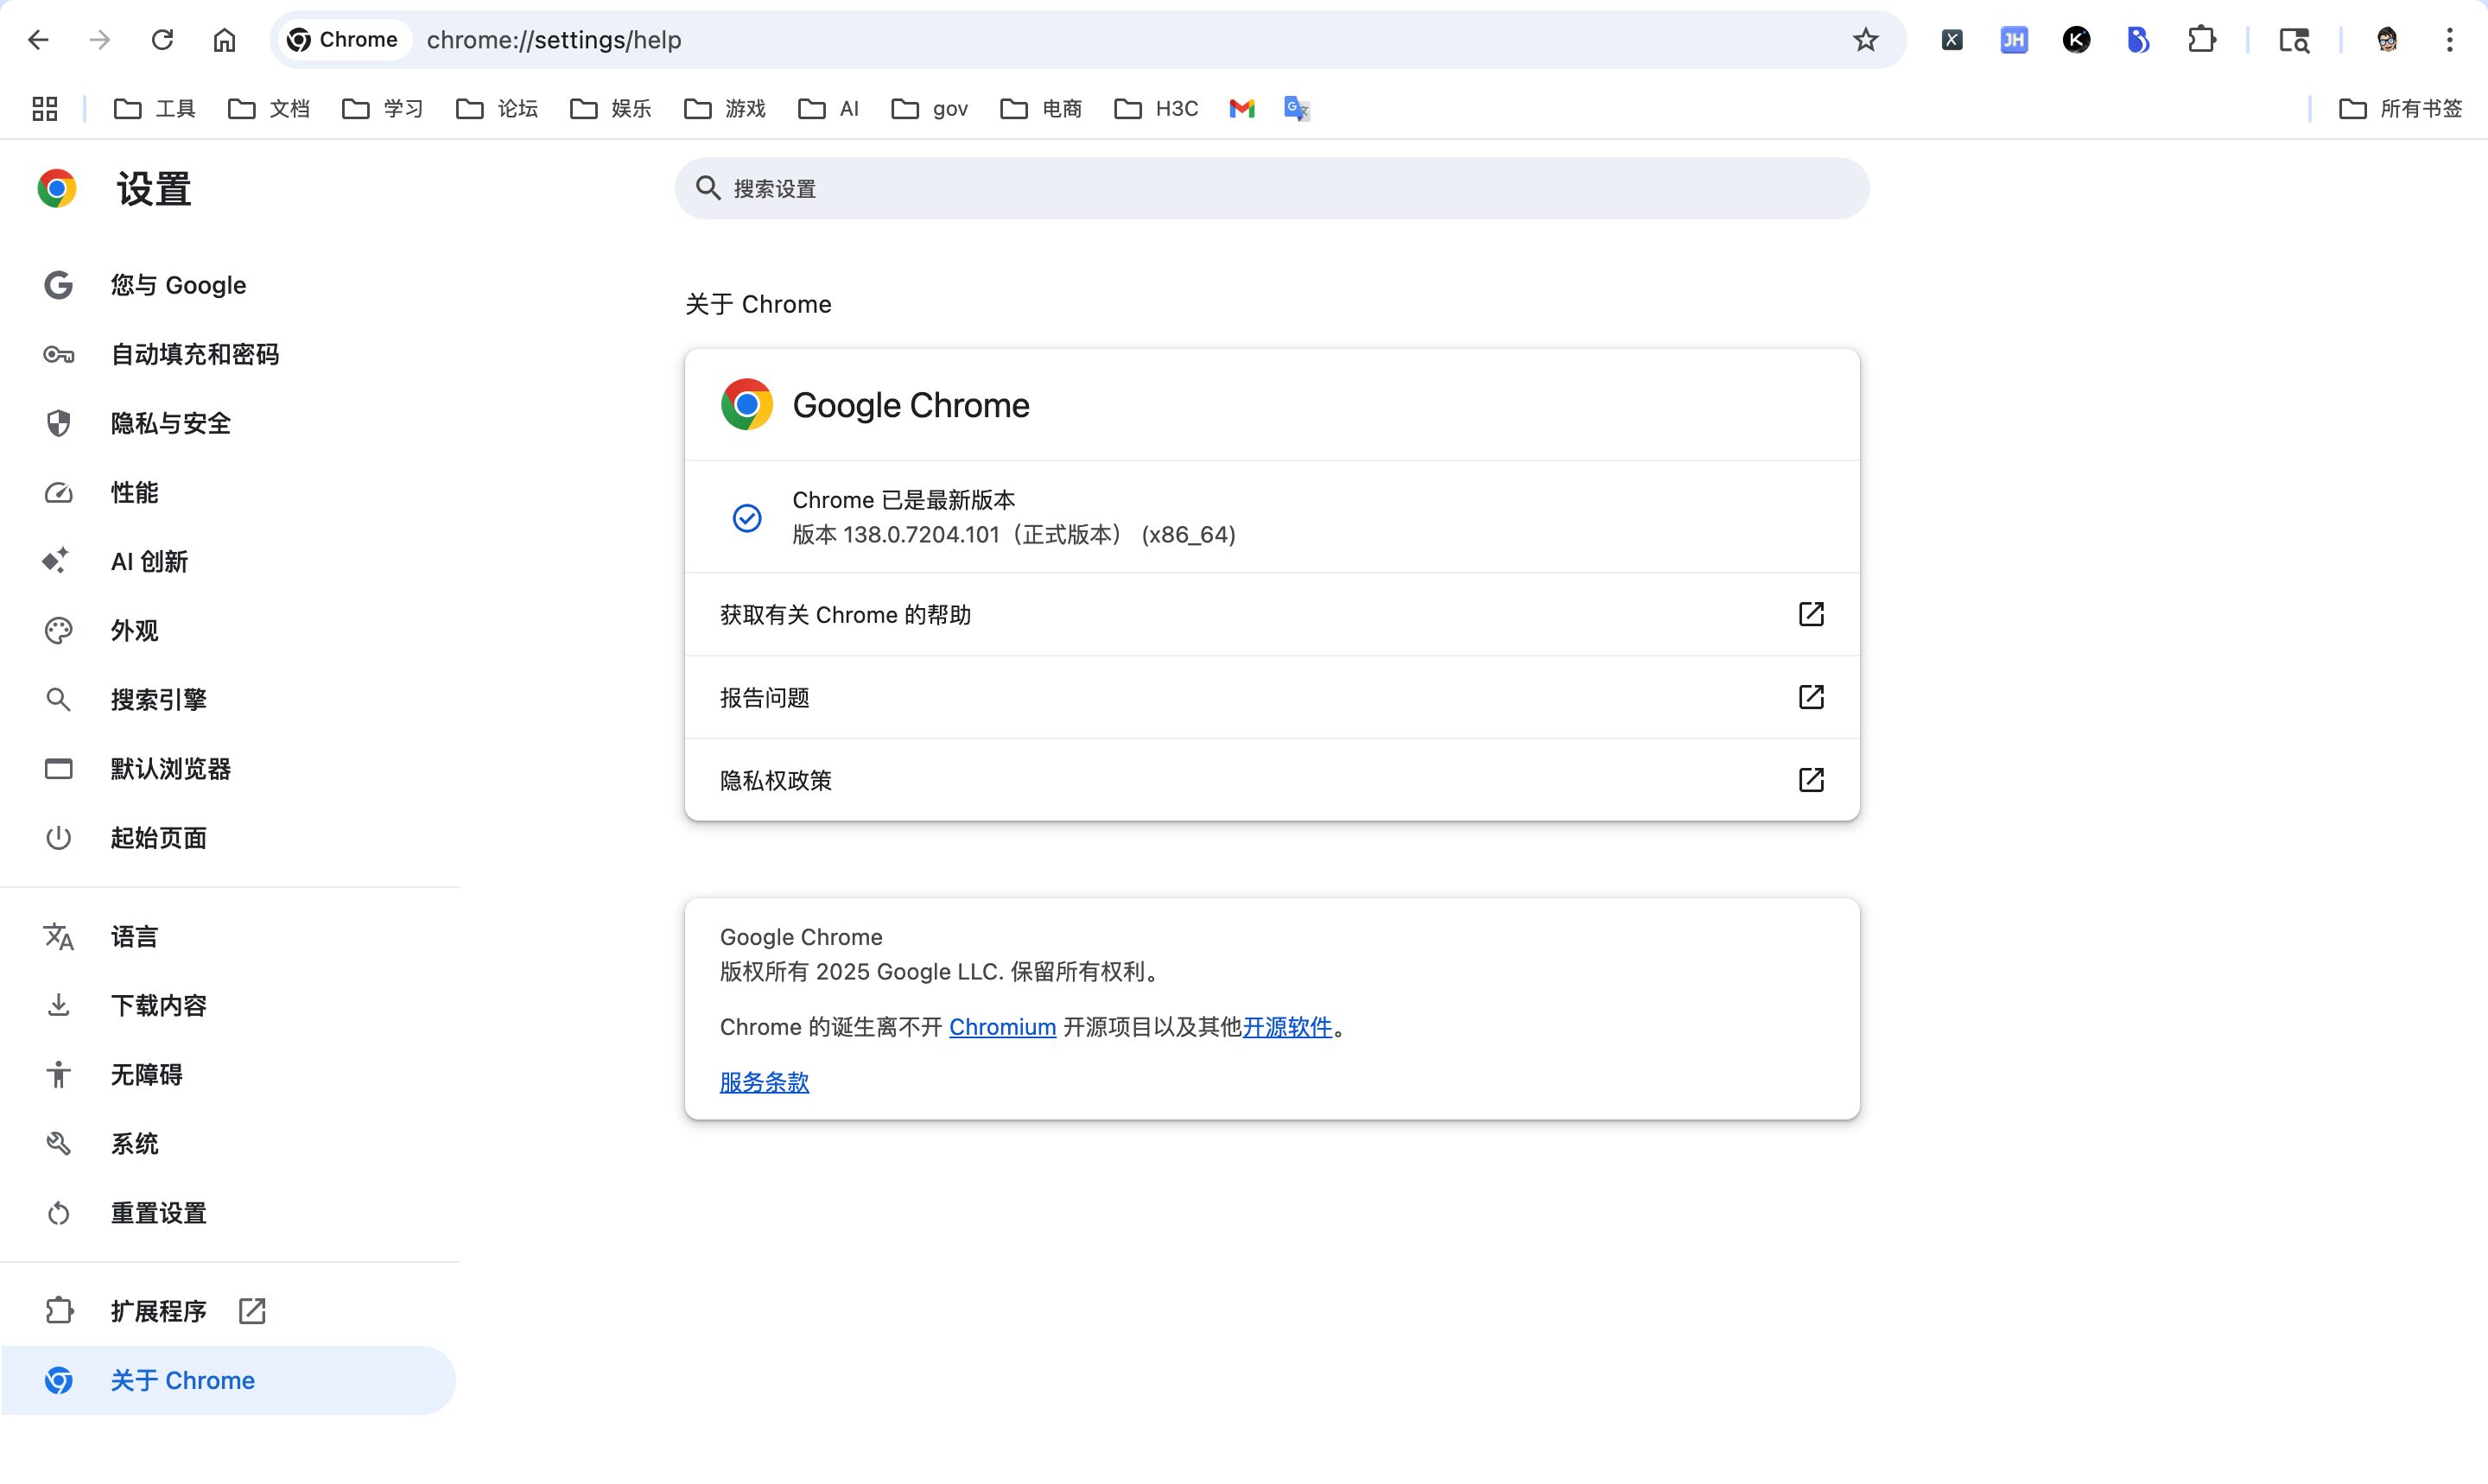 Chrome
chrome://settings/help
工具
文档
学习
论坛
娱乐
游戏
AI
gov
电商
H3C
所有书签
设置
搜索设置
您与 Google
自动填充和密码
隐私与安全
性能
AI 创新
外观
搜索引擎
默认浏览器
起始页面
语言
下载内容
无障碍
系统
重置设置
扩展程序
关于 Chrome
关于 Chrome
Google Chrome
Chrome 已是最新版本
版本 138.0.7204.101（正式版本） (x86_64)
获取有关 Chrome 的帮助
报告问题
隐私权政策
Google Chrome
版权所有 2025 Google LLC. 保留所有权利。
Chrome 的诞生离不开 Chromium 开源项目以及其他开源软件。
服务条款